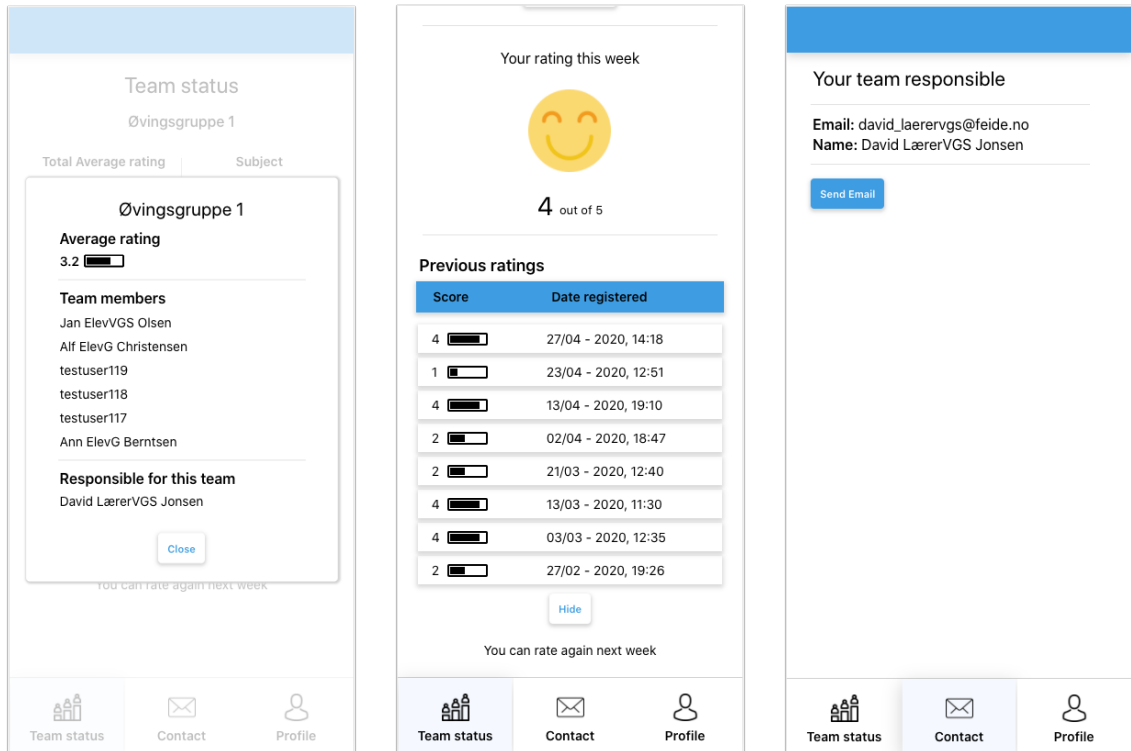 Team status
Øvingsgruppe 1
Total Average rating Subject
Øvingsgruppe 1
Average rating
3.2
Team members
Jan ElevVGS Olsen
Alf ElevG Christensen
testuser119
testuser118
testuser117
Ann ElevG Berntsen
Responsible for this team
David LærerVGS Jonsen
Close
You can rate again next week
Team status Contact Profile
Your rating this week
4 out of 5
Previous ratings
Score Date registered
4 27/04 - 2020, 14:18
1 23/04 - 2020, 12:51
4 13/04 - 2020, 19:10
2 02/04 - 2020, 18:47
2 21/03 - 2020, 12:40
4 13/03 - 2020, 11:30
4 03/03 - 2020, 12:35
2 27/02 - 2020, 19:26
Hide
You can rate again next week
Team status Contact Profile
Your team responsible
Email: david_laerervgs@feide.no
Name: David LærerVGS Jonsen
Send Email
Team status Contact Profile